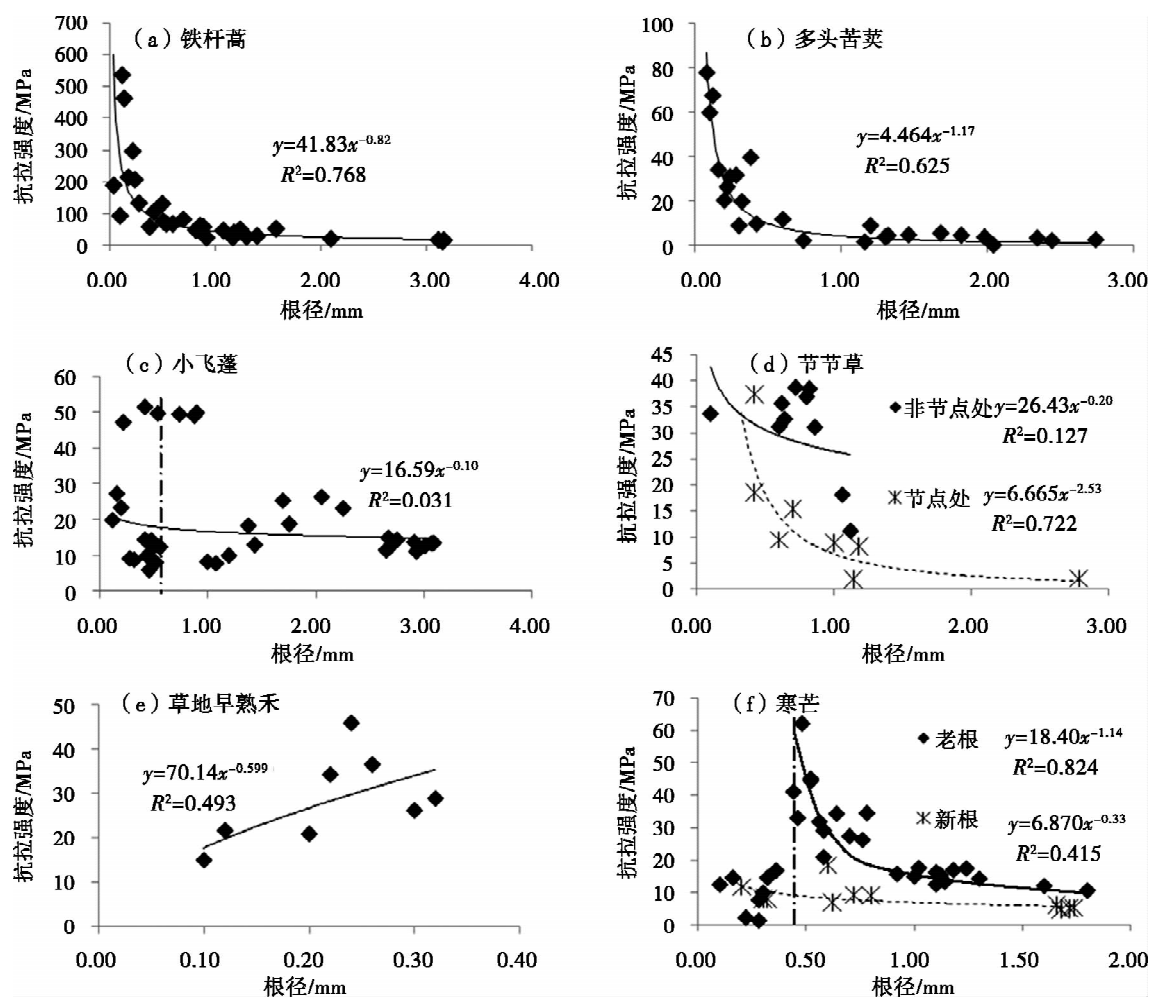 (a)铁杆蒿
抗拉强度/MPa
700
600
500
400
300
200
100
0
y=41.83x^-0.82
R²=0.768
0.00 1.00 2.00 3.00 4.00
根径/mm
(b)多头苦荬
抗拉强度/MPa
100
80
60
40
20
0
y=4.464x^-1.17
R²=0.625
0.00 1.00 2.00 3.00
根径/mm
(c)小飞蓬
抗拉强度/MPa
60
50
40
30
20
10
0
y=16.59x^-0.10
R²=0.031
0.00 1.00 2.00 3.00 4.00
根径/mm
(d)节节草
抗拉强度/MPa
45
40
35
30
25
20
15
10
5
0
非节点处y=26.43x^-0.20
R²=0.127
节点处 y=6.665x^-2.53
R²=0.722
0.00 1.00 2.00 3.00
根径/mm
(e)草地早熟禾
抗拉强度/MPa
50
40
30
20
10
0
y=70.14x^-0.599
R²=0.493
0.00 0.10 0.20 0.30 0.40
根径/mm
(f)寒芒
抗拉强度/MPa
70
60
50
40
30
20
10
0
老根 y=18.40x^-1.14
R²=0.824
新根 y=6.870x^-0.33
R²=0.415
0.00 0.50 1.00 1.50 2.00
根径/mm